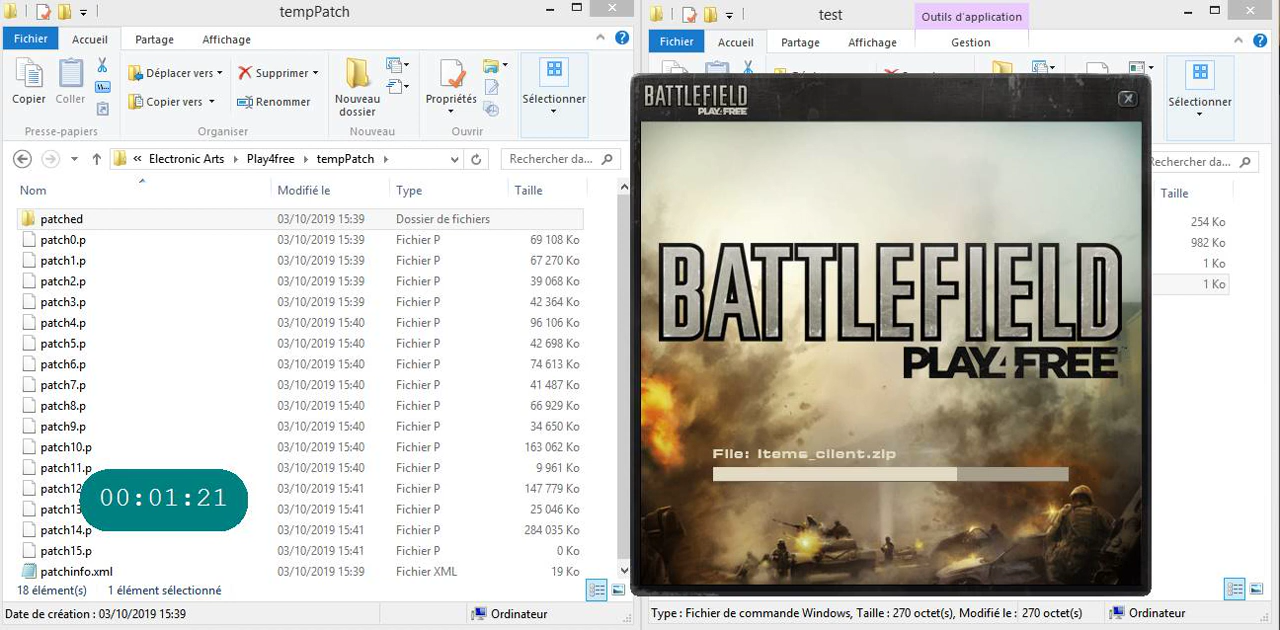 tempPatch
Fichier Accueil Partage Affichage
Copier Coller
Déplacer vers
Copier vers
Supprimer
Renommer
Nouveau dossier
Propriétés
Sélectionner
Presse-papiers Organiser Nouveau Ouvrir
« Electronic Arts Play4free tempPatch
Rechercher da...
Nom Modifié le Type Taille
patched 03/10/2019 15:39 Dossier de fichiers
patch0.p 03/10/2019 15:39 Fichier P 69 108 Ko
patch1.p 03/10/2019 15:39 Fichier P 67 270 Ko
patch2.p 03/10/2019 15:39 Fichier P 39 068 Ko
patch3.p 03/10/2019 15:39 Fichier P 42 364 Ko
patch4.p 03/10/2019 15:40 Fichier P 96 106 Ko
patch5.p 03/10/2019 15:40 Fichier P 42 698 Ko
patch6.p 03/10/2019 15:40 Fichier P 74 613 Ko
patch7.p 03/10/2019 15:40 Fichier P 41 487 Ko
patch8.p 03/10/2019 15:40 Fichier P 66 929 Ko
patch9.p 03/10/2019 15:40 Fichier P 34 650 Ko
patch10.p 03/10/2019 15:40 Fichier P 163 062 Ko
patch11.p 03/10/2019 15:40 Fichier P 9 961 Ko
patch12 03/10/2019 15:41 Fichier P 147 779 Ko
patch13 03/10/2019 15:41 Fichier P 25 046 Ko
patch14.p 03/10/2019 15:41 Fichier P 284 035 Ko
patch15.p 03/10/2019 15:41 Fichier P 0 Ko
patchinfo.xml 03/10/2019 15:39 Fichier XML 19 Ko
00:01:21
18 élément(s) 1 élément sélectionné
Date de création : 03/10/2019 15:39 Ordinateur
test
Outils d'application
Fichier Accueil Partage Affichage Gestion
Sélectionner
Rechercher da...
Taille
254 Ko
982 Ko
1 Ko
1 Ko
BATTLEFIELD
PLAY4FREE
X
BATTLEFIELD
PLAY4FREE
File: Items_client.zip
Type : Fichier de commande Windows, Taille : 270 octet(s), Modifié le : 270 octet(s) Ordinateur